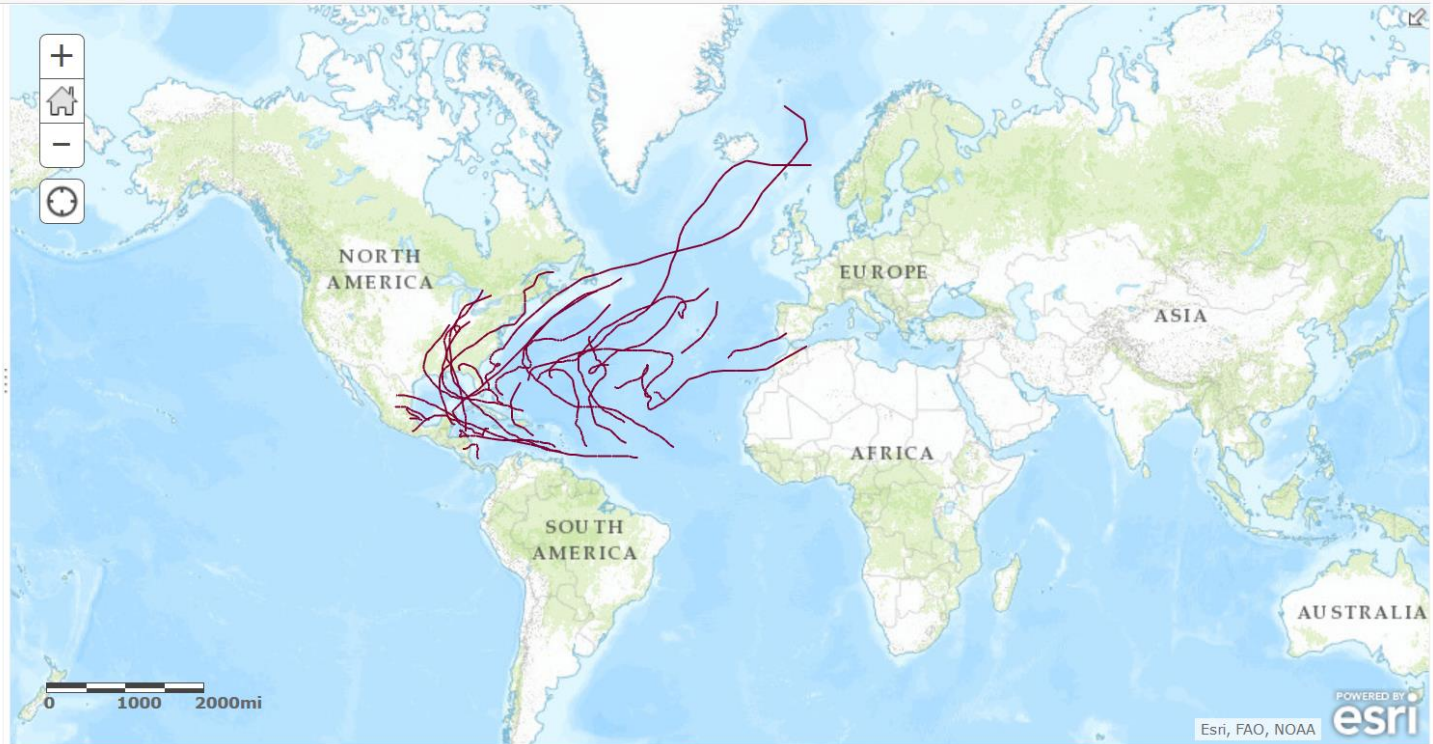 +
−
NORTH
AMERICA
EUROPE
ASIA
AFRICA
SOUTH
AMERICA
AUSTRALIA
0 1000 2000mi
Esri, FAO, NOAA
POWERED BY
esri